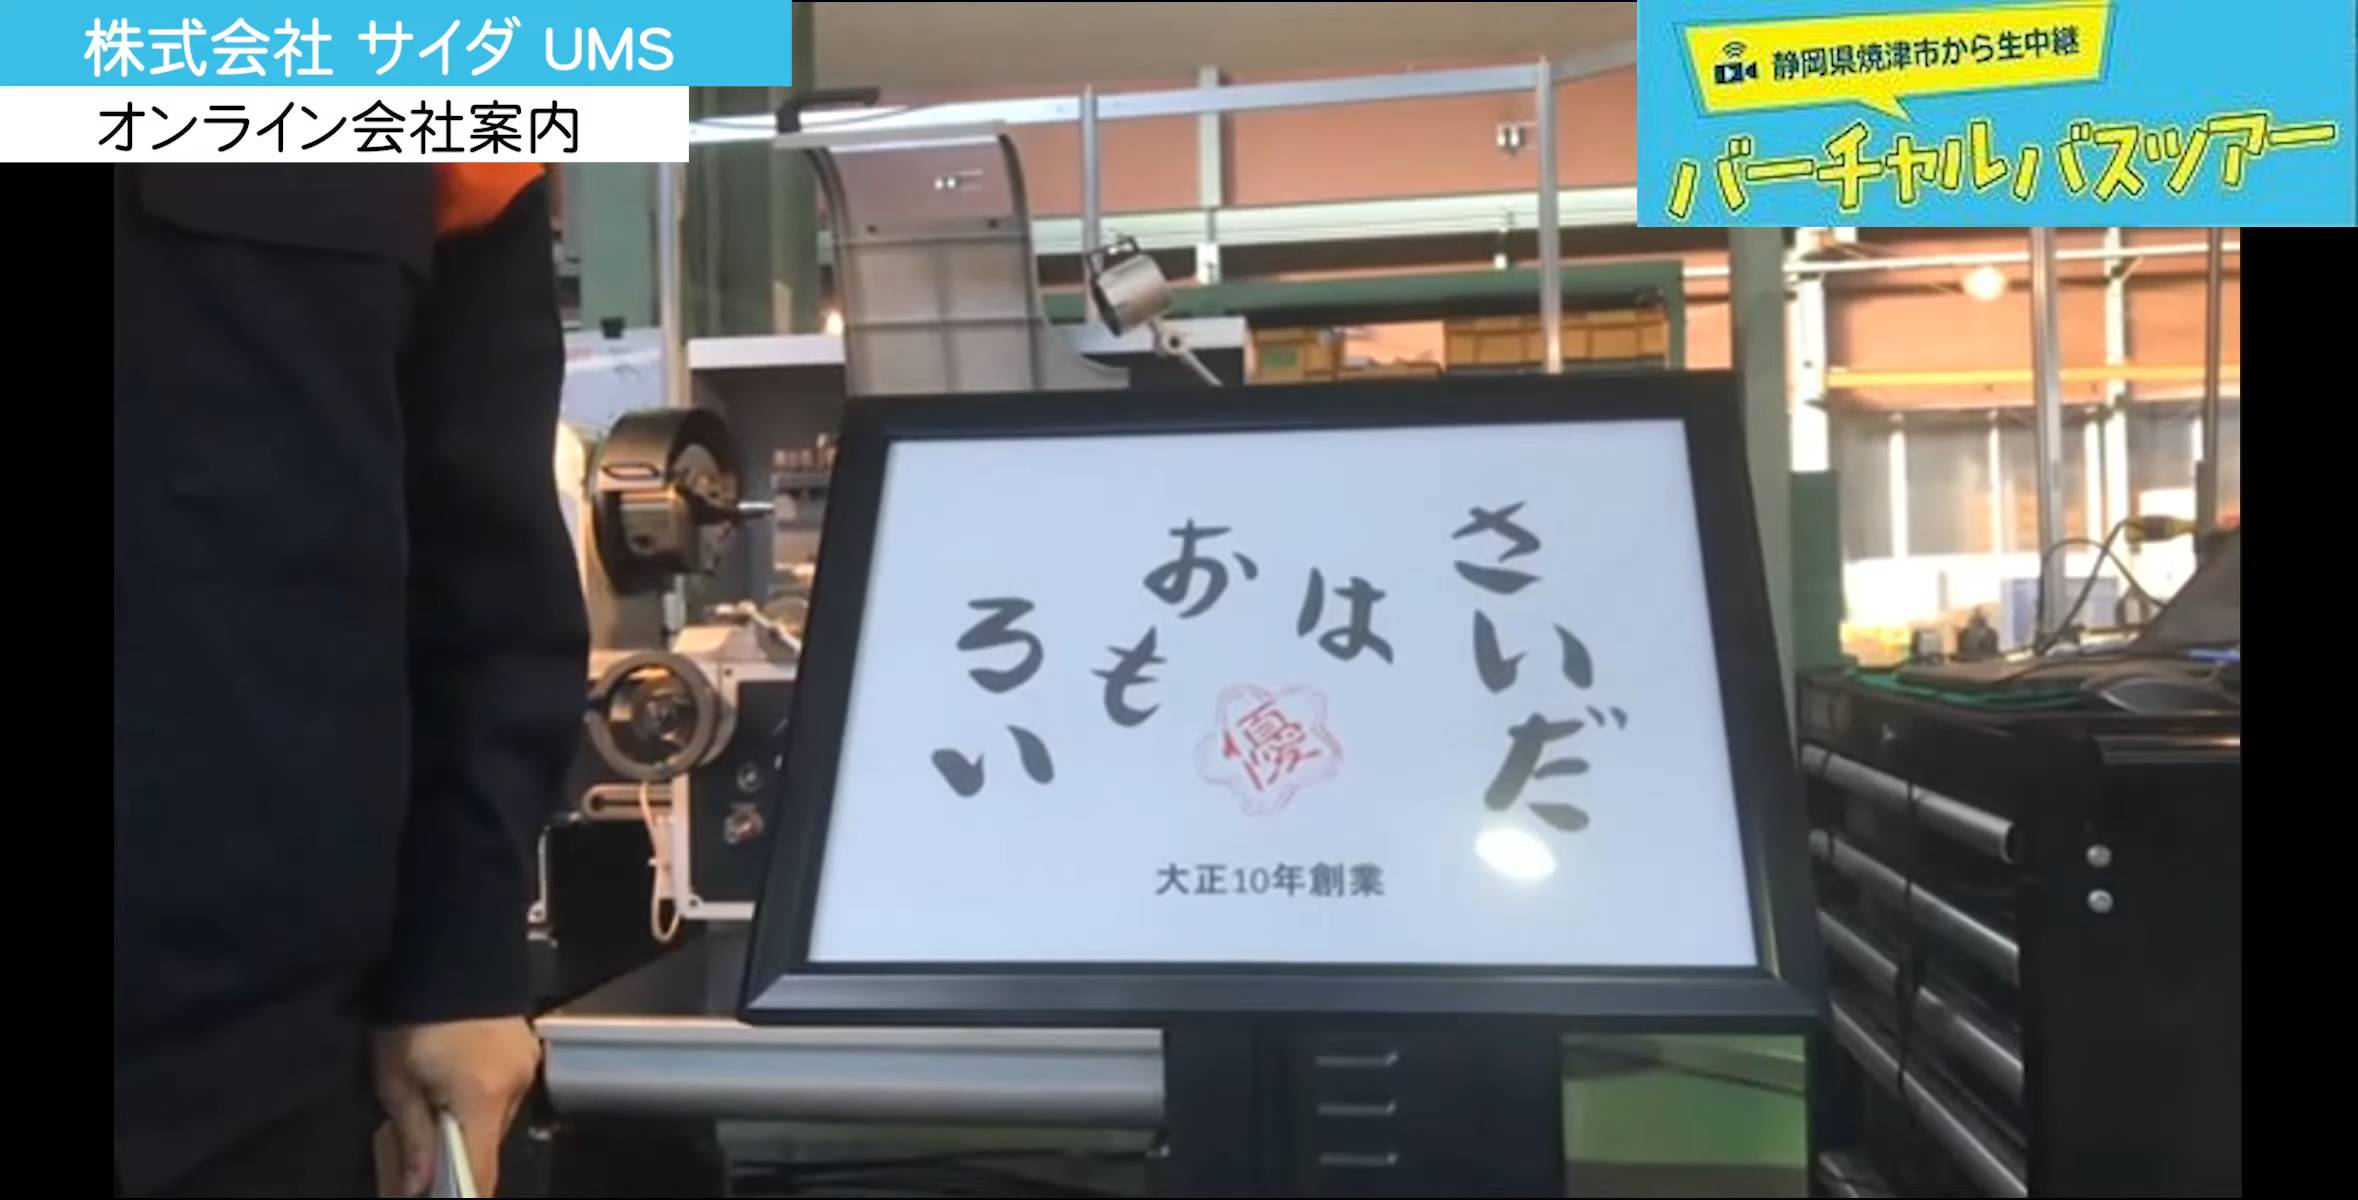 株式会社 サイダ UMS
オンライン会社案内
静岡県焼津市から生中継
バーチャルバスツアー
さいだ
は
おも
ろい
優
大正10年創業